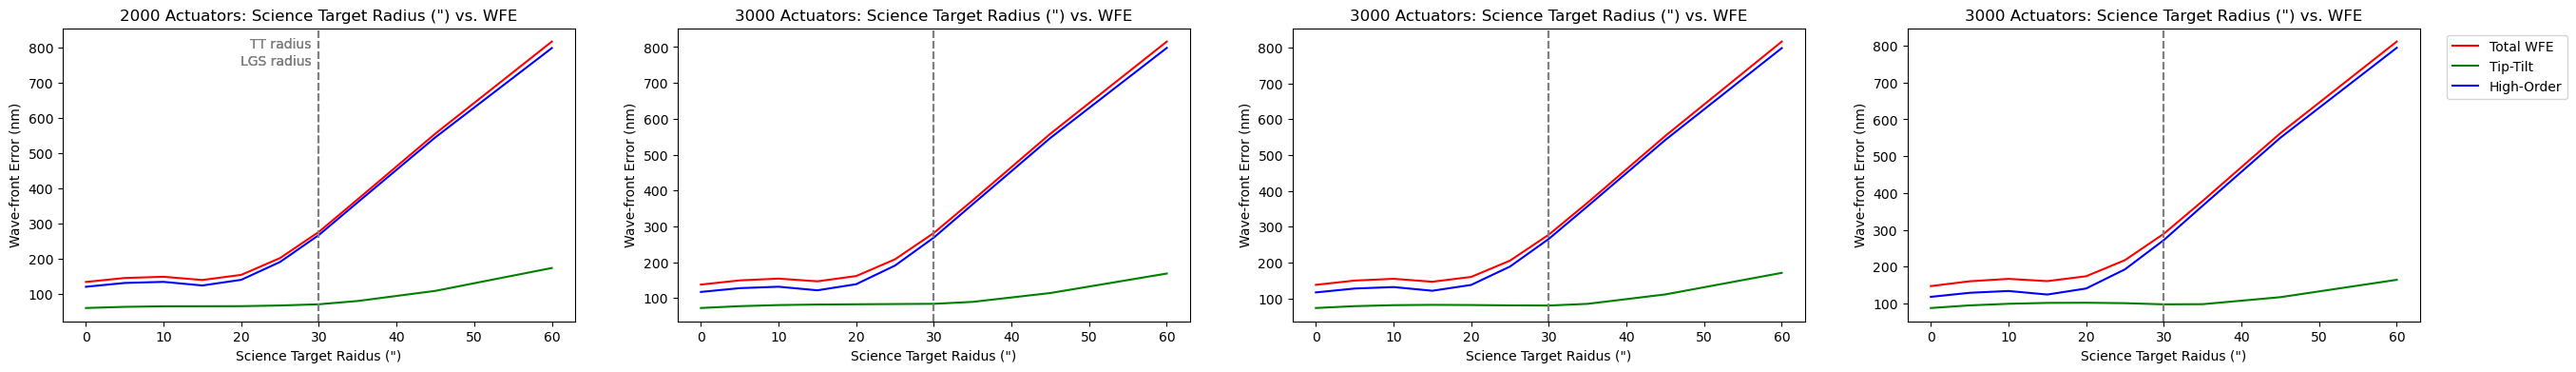 2000 Actuators: Science Target Radius (") vs. WFE
Wave-front Error (nm)
800
700
600
500
400
300
200
100
TT radius
LGS radius
0 10 20 30 40 50 60
Science Target Raidus (")
3000 Actuators: Science Target Radius (") vs. WFE
Wave-front Error (nm)
800
700
600
500
400
300
200
100
0 10 20 30 40 50 60
Science Target Raidus (")
3000 Actuators: Science Target Radius (") vs. WFE
Wave-front Error (nm)
800
700
600
500
400
300
200
100
0 10 20 30 40 50 60
Science Target Raidus (")
3000 Actuators: Science Target Radius (") vs. WFE
Wave-front Error (nm)
800
700
600
500
400
300
200
100
0 10 20 30 40 50 60
Science Target Raidus (")
Total WFE
Tip-Tilt
High-Order